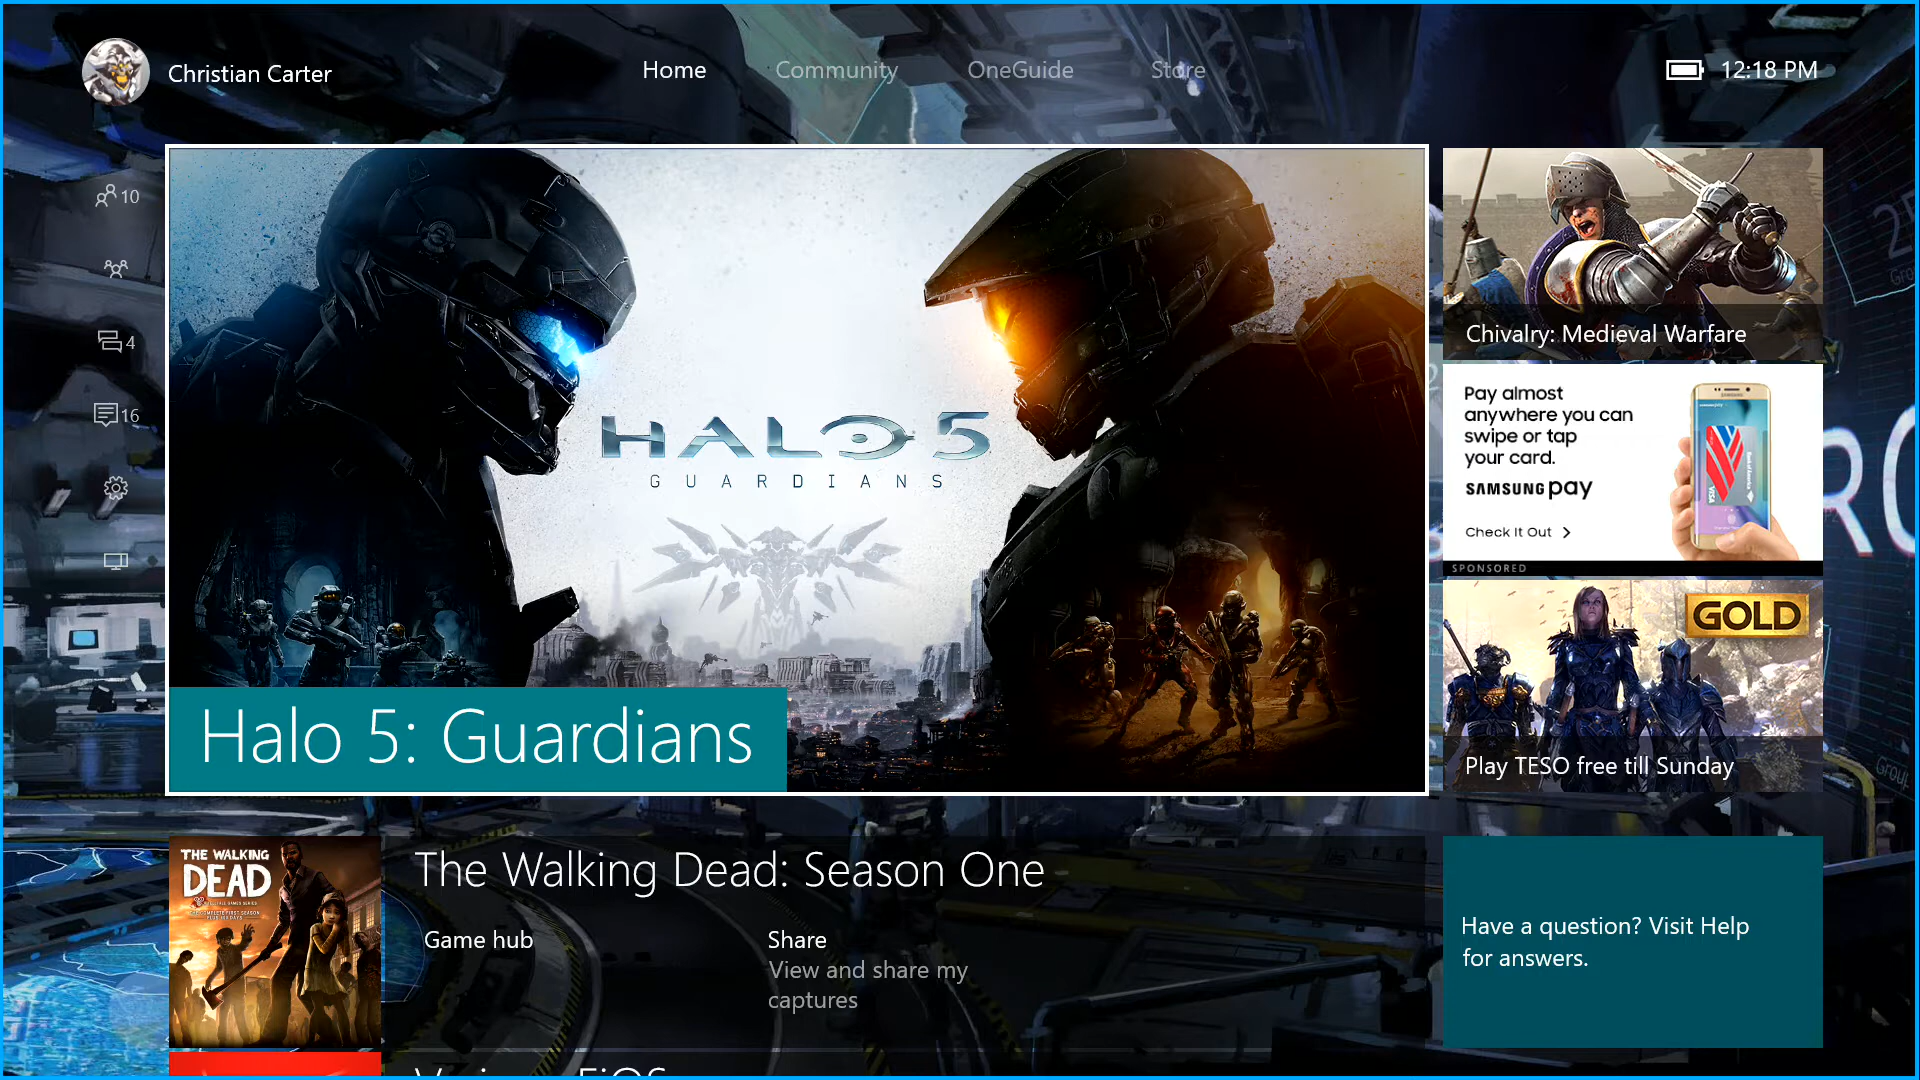 Christian Carter
Home
Community
OneGuide
Store
12:18 PM
10
4
16
HALO 5
GUARDIANS
Halo 5: Guardians
Chivalry: Medieval Warfare
Pay almost
anywhere you can
swipe or tap
your card.
SAMSUNG pay
Check It Out
SPONSORED
GOLD
Play TESO free till Sunday
THE WALKING
DEAD
The Walking Dead: Season One
Game hub
Share
View and share my
captures
Have a question? Visit Help
for answers.